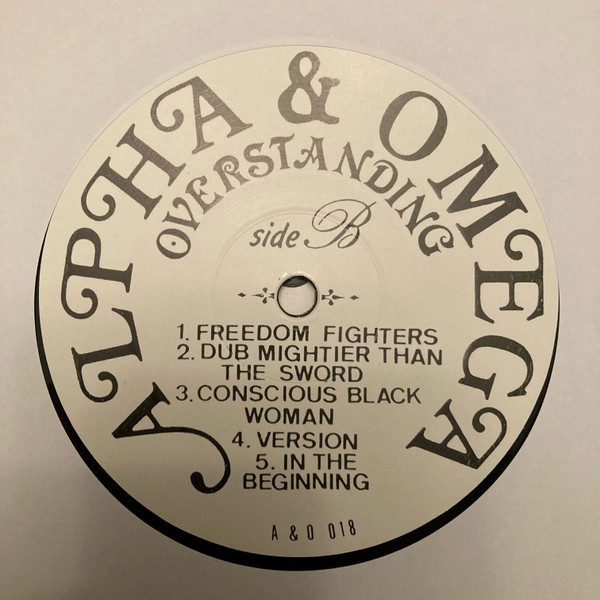 ALPHA & OMEGA
OVERSTANDING
side B
1. FREEDOM FIGHTERS
2. DUB MIGHTIER THAN
THE SWORD
3. CONSCIOUS BLACK
WOMAN
4. VERSION
5. IN THE
BEGINNING
A & O 018